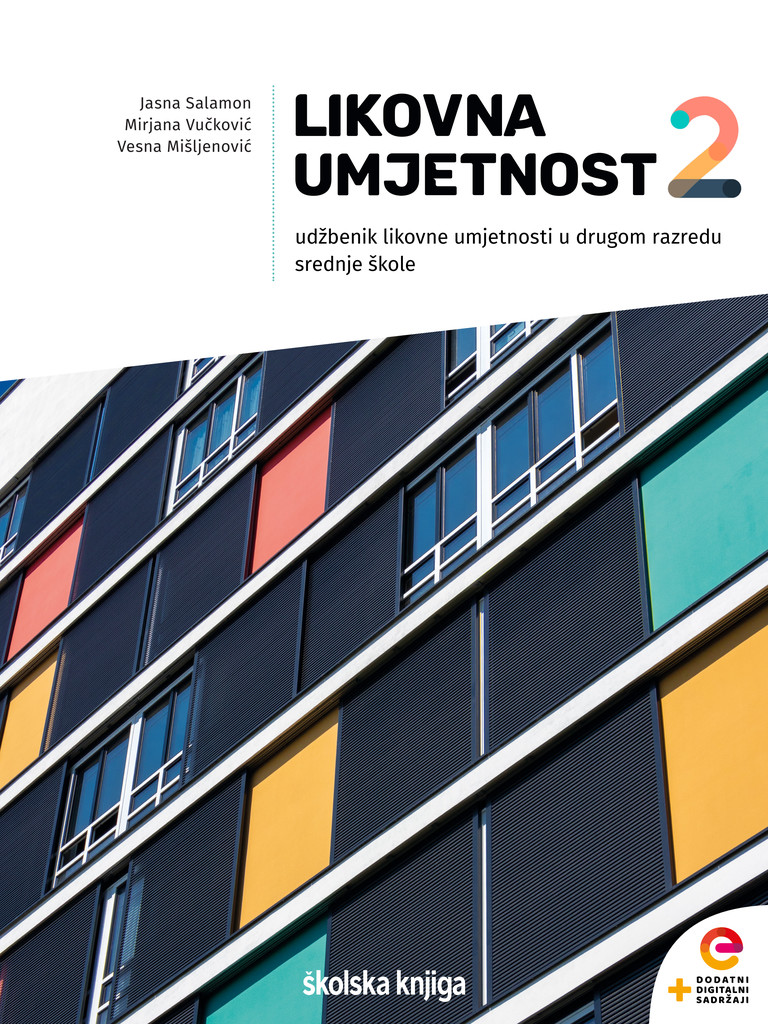 Jasna Salamon
Mirjana Vučković
Vesna Mišljenović
LIKOVNA
UMJETNOST 2
udžbenik likovne umjetnosti u drugom razredu
srednje škole
školska knjiga
e
+ DODATNI
DIGITALNI
SADRŽAJI